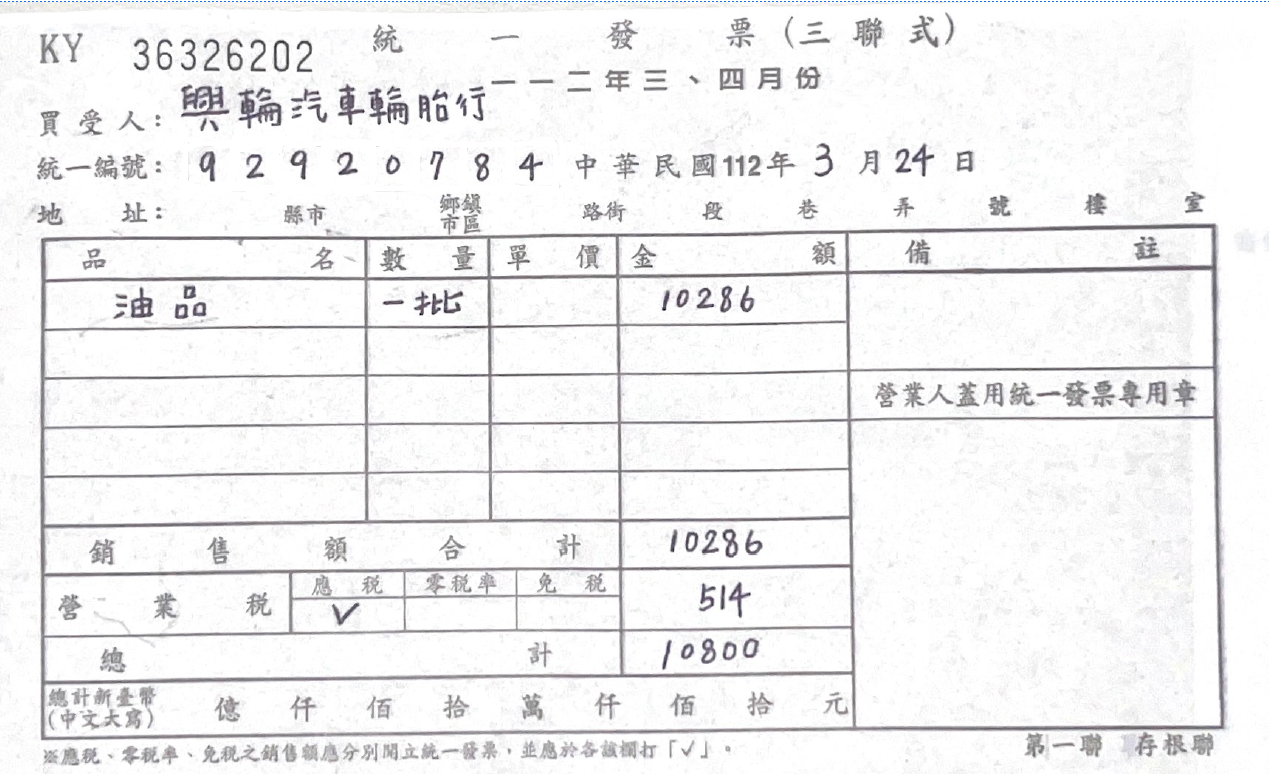 KY 36326202 統一發票(三聯式)
一一二年三、四月份
買受人: 興輪汽車輪胎行
統一編號: 92920784 中華民國112年3月24日
地址: 縣市 鄉鎮市區 路街 段 巷 弄 號 樓 室
品名 數量 單價 金額 備註
油品 一批 10286
營業人蓋用統一發票專用章
銷售額合計 10286
營業稅 應稅 零稅率 免稅
V 514
總計 10800
總計新臺幣(中文大寫) 億仟佰拾萬仟佰拾元
※應稅、零稅率、免稅之銷售額應分別開立統一發票,並應於各該欄打「✓」。
第一聯 存根聯